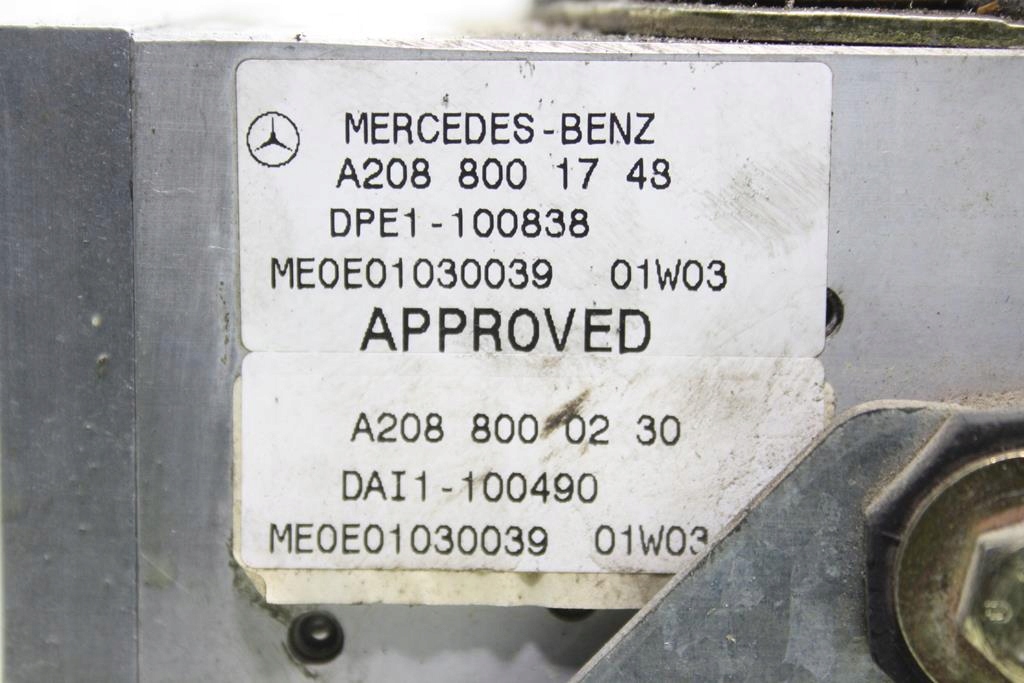 MERCEDES-BENZ
A208 800 17 48
DPE1-100838
ME0E01030039 01W03
APPROVED
A208 800 02 30
DAI1-100490
ME0E01030039 01W03